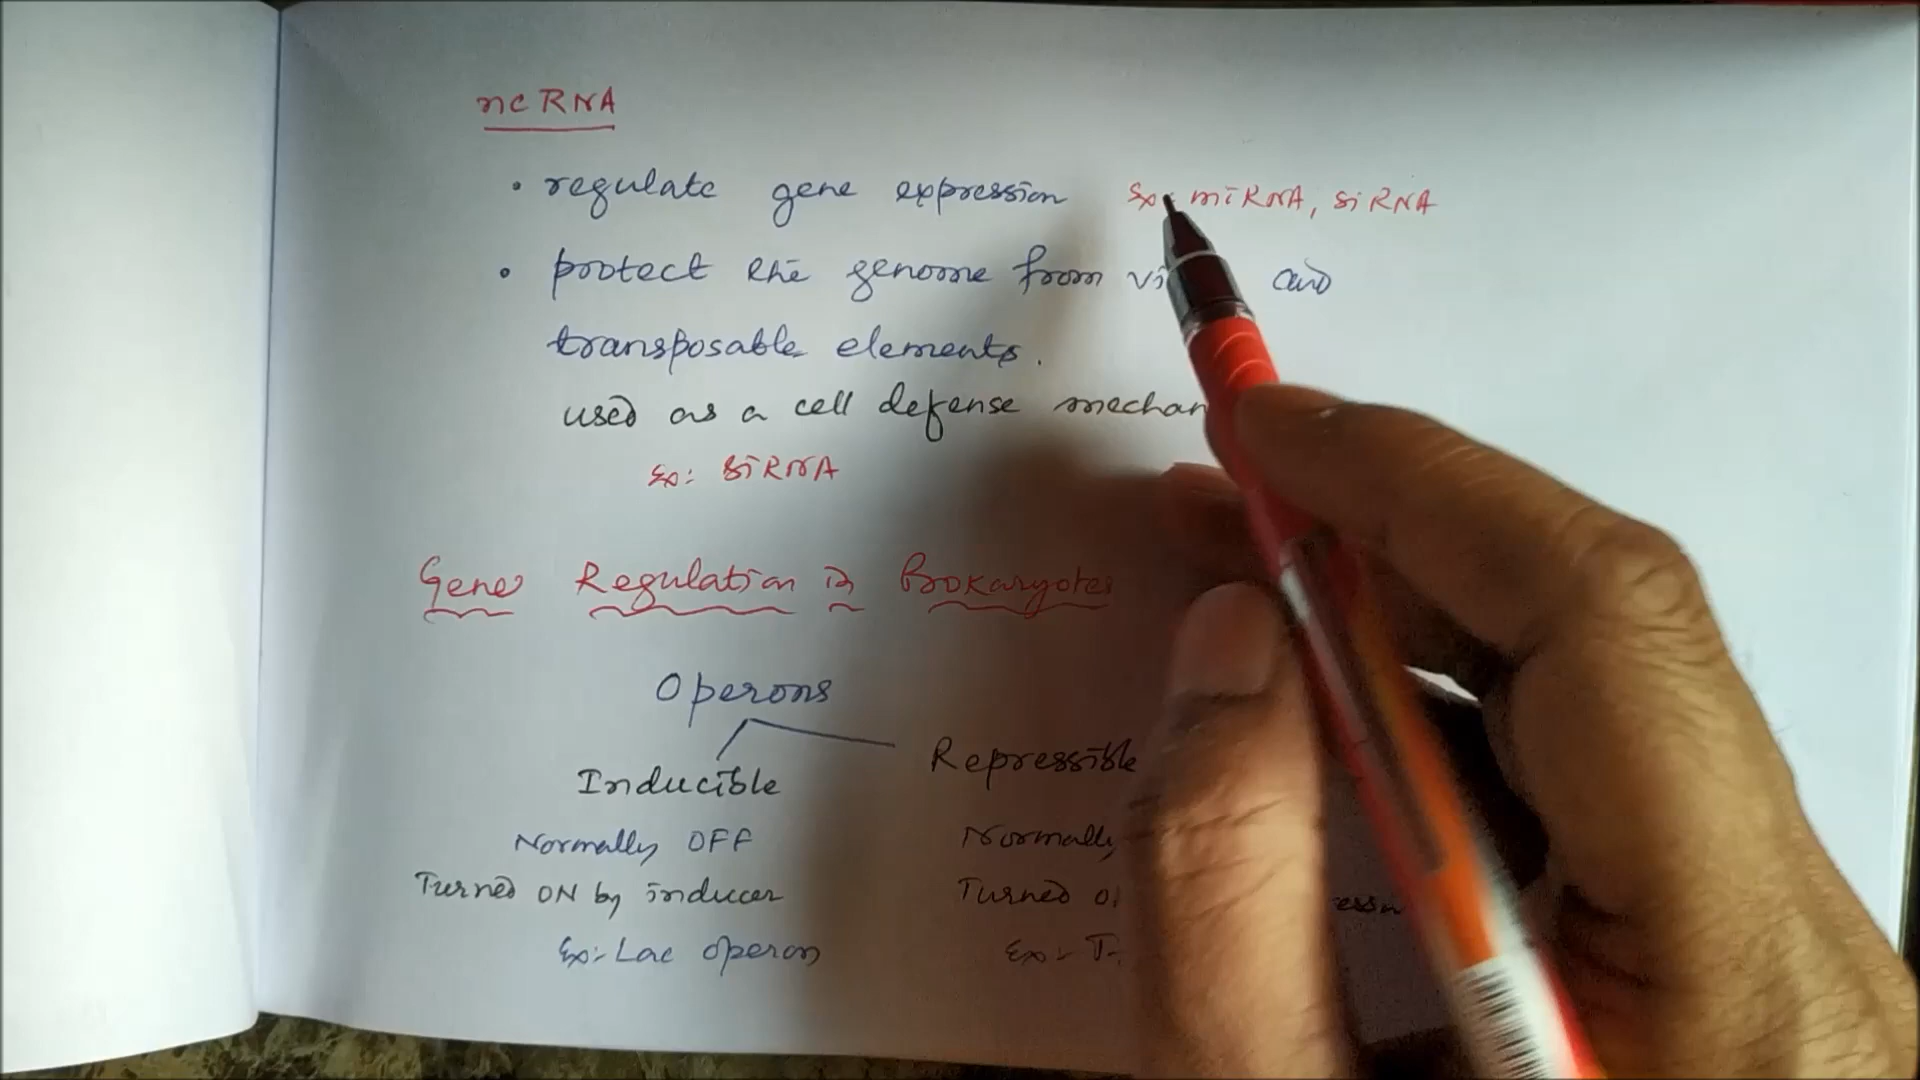 ncRNA
• regulate gene expression Ex:- miRNA, siRNA
• protect the genome from and
transposable elements.
used as a cell defense
Ex: SiRNA
Gene Regulation in Prokaryotes
Operons
Inducible Repressible
Normally OFF Normally
Turned ON by inducer Turned
Ex:- Lac operon Ex:-